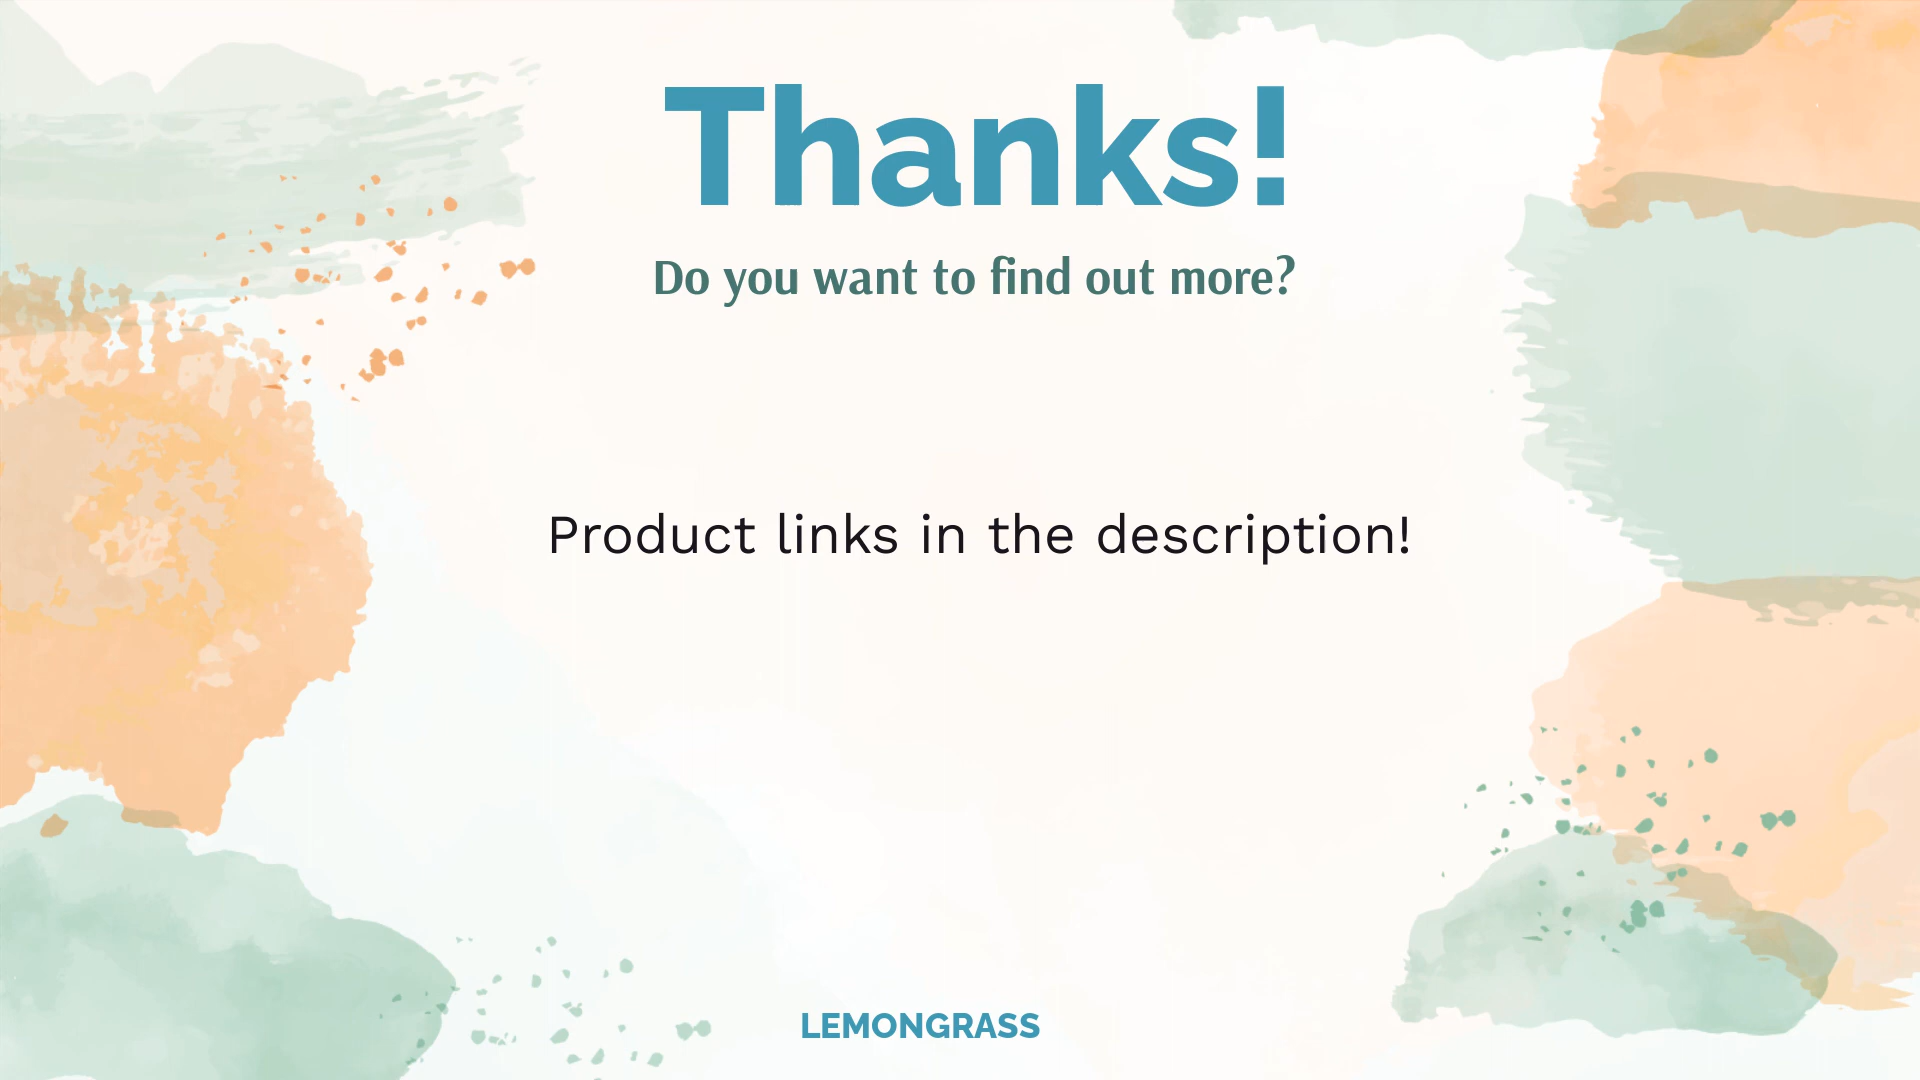 Thanks!
Do you want to find out more?
Product links in the description!
LEMONGRASS